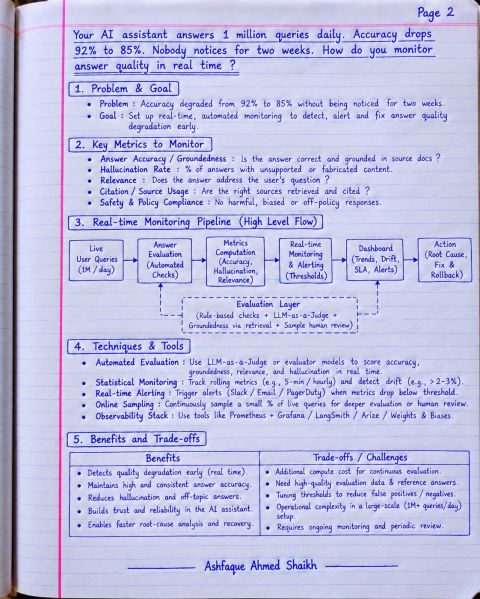 Page 2
Your AI assistant answers 1 million queries daily. Accuracy drops
92% to 85%. Nobody notices for two weeks. How do you monitor
answer quality in real time ?
1. Problem & Goal
• Problem : Accuracy degraded from 92% to 85% without being noticed for two weeks.
• Goal : Set up real-time, automated monitoring to detect, alert and fix answer quality
degradation early.
2. Key Metrics to Monitor
• Answer Accuracy / Groundedness : Is the answer correct and grounded in source docs ?
• Hallucination Rate : % of answers with unsupported or fabricated content.
• Relevance : Does the answer address the user's question ?
• Citation / Source Usage : Are the right sources retrieved and cited ?
• Safety & Policy Compliance : No harmful, biased or off-policy responses.
3. Real-time Monitoring Pipeline (High Level Flow)
Live
User Queries
(1M / day)
Answer
Evaluation
(Automated
Checks)
Metrics
Computation
(Accuracy,
Hallucination,
Relevance)
Real-time
Monitoring
& Alerting
(Thresholds)
Dashboard
(Trends, Drift,
SLA, Alerts)
Action
(Root Cause,
Fix &
Rollback)
Evaluation Layer
(Rule-based checks + LLM-as-a-Judge +
Groundedness via retrieval + Sample human review)
4. Techniques & Tools
• Automated Evaluation : Use LLM-as-a-Judge or evaluator models to score accuracy,
groundedness, relevance, and hallucination in real time.
• Statistical Monitoring : Track rolling metrics (e.g., 5-min / hourly) and detect drift (e.g., > 2-3%).
• Real-time Alerting : Trigger alerts (Slack / Email / PagerDuty) when metrics drop below threshold.
• Online Sampling : Continuously sample a small % of live queries for deeper evaluation or human review.
• Observability Stack : Use tools like Prometheus + Grafana / LangSmith / Arize / Weights & Biases.
5. Benefits and Trade-offs
Benefits
• Detects quality degradation early (real time).
• Maintains high and consistent answer accuracy.
• Reduces hallucination and off-topic answers.
• Builds trust and reliability in the AI assistant.
• Enables faster root-cause analysis and recovery.
Trade-offs / Challenges
• Additional compute cost for continuous evaluation.
• Need high-quality evaluation data & reference answers.
• Tuning thresholds to reduce false positives / negatives.
• Operational complexity in a large-scale (1M+ queries/day)
setup.
• Requires ongoing monitoring and periodic review.
Ashfaque Ahmed Shaikh